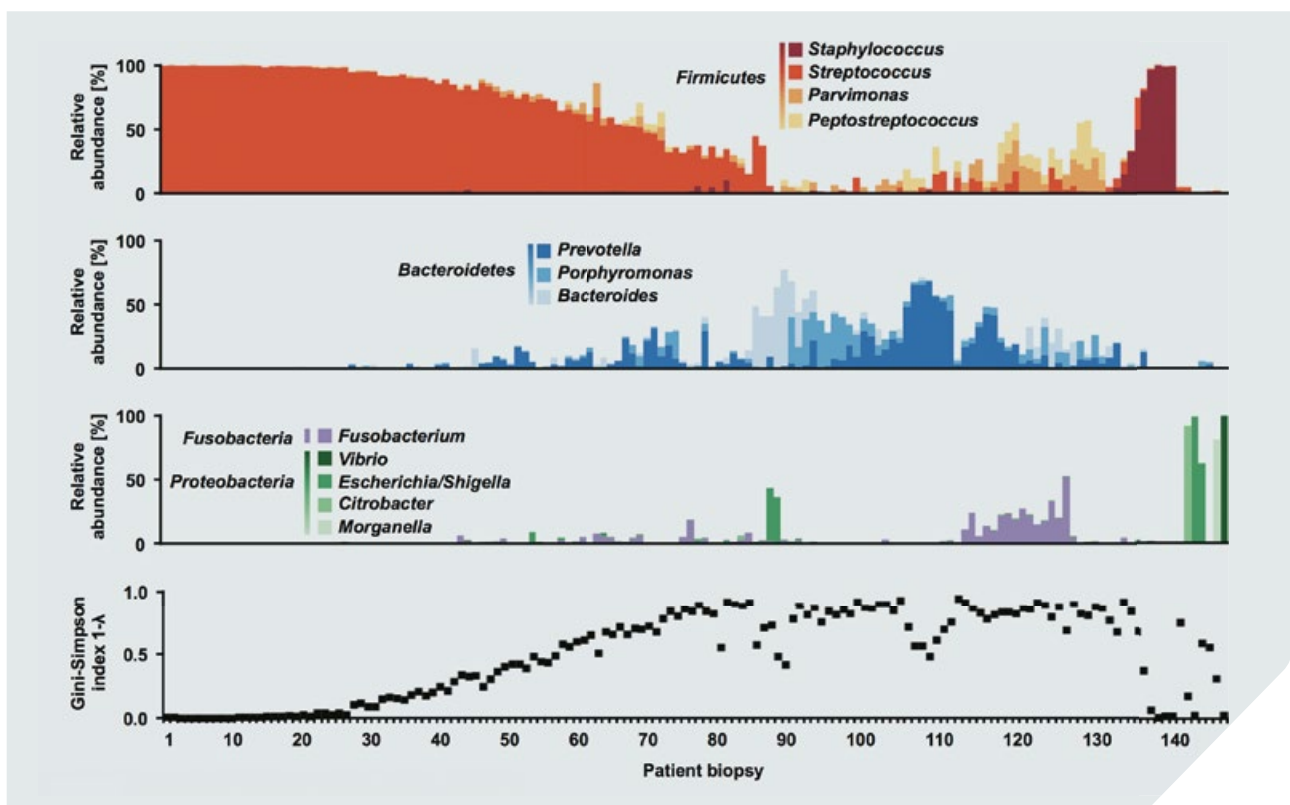 Relative
abundance [%]
100
50
0
Firmicutes
Staphylococcus
Streptococcus
Parvimonas
Peptostreptococcus
Relative
abundance [%]
100
50
0
Bacteroidetes
Prevotella
Porphyromonas
Bacteroides
Relative
abundance [%]
100
50
0
Fusobacteria
Fusobacterium
Proteobacteria
Vibrio
Escherichia/Shigella
Citrobacter
Morganella
Gini-Simpson
index 1-λ
1.0
0.5
0.0
1 10 20 30 40 50 60 70 80 90 100 110 120 130 140
Patient biopsy